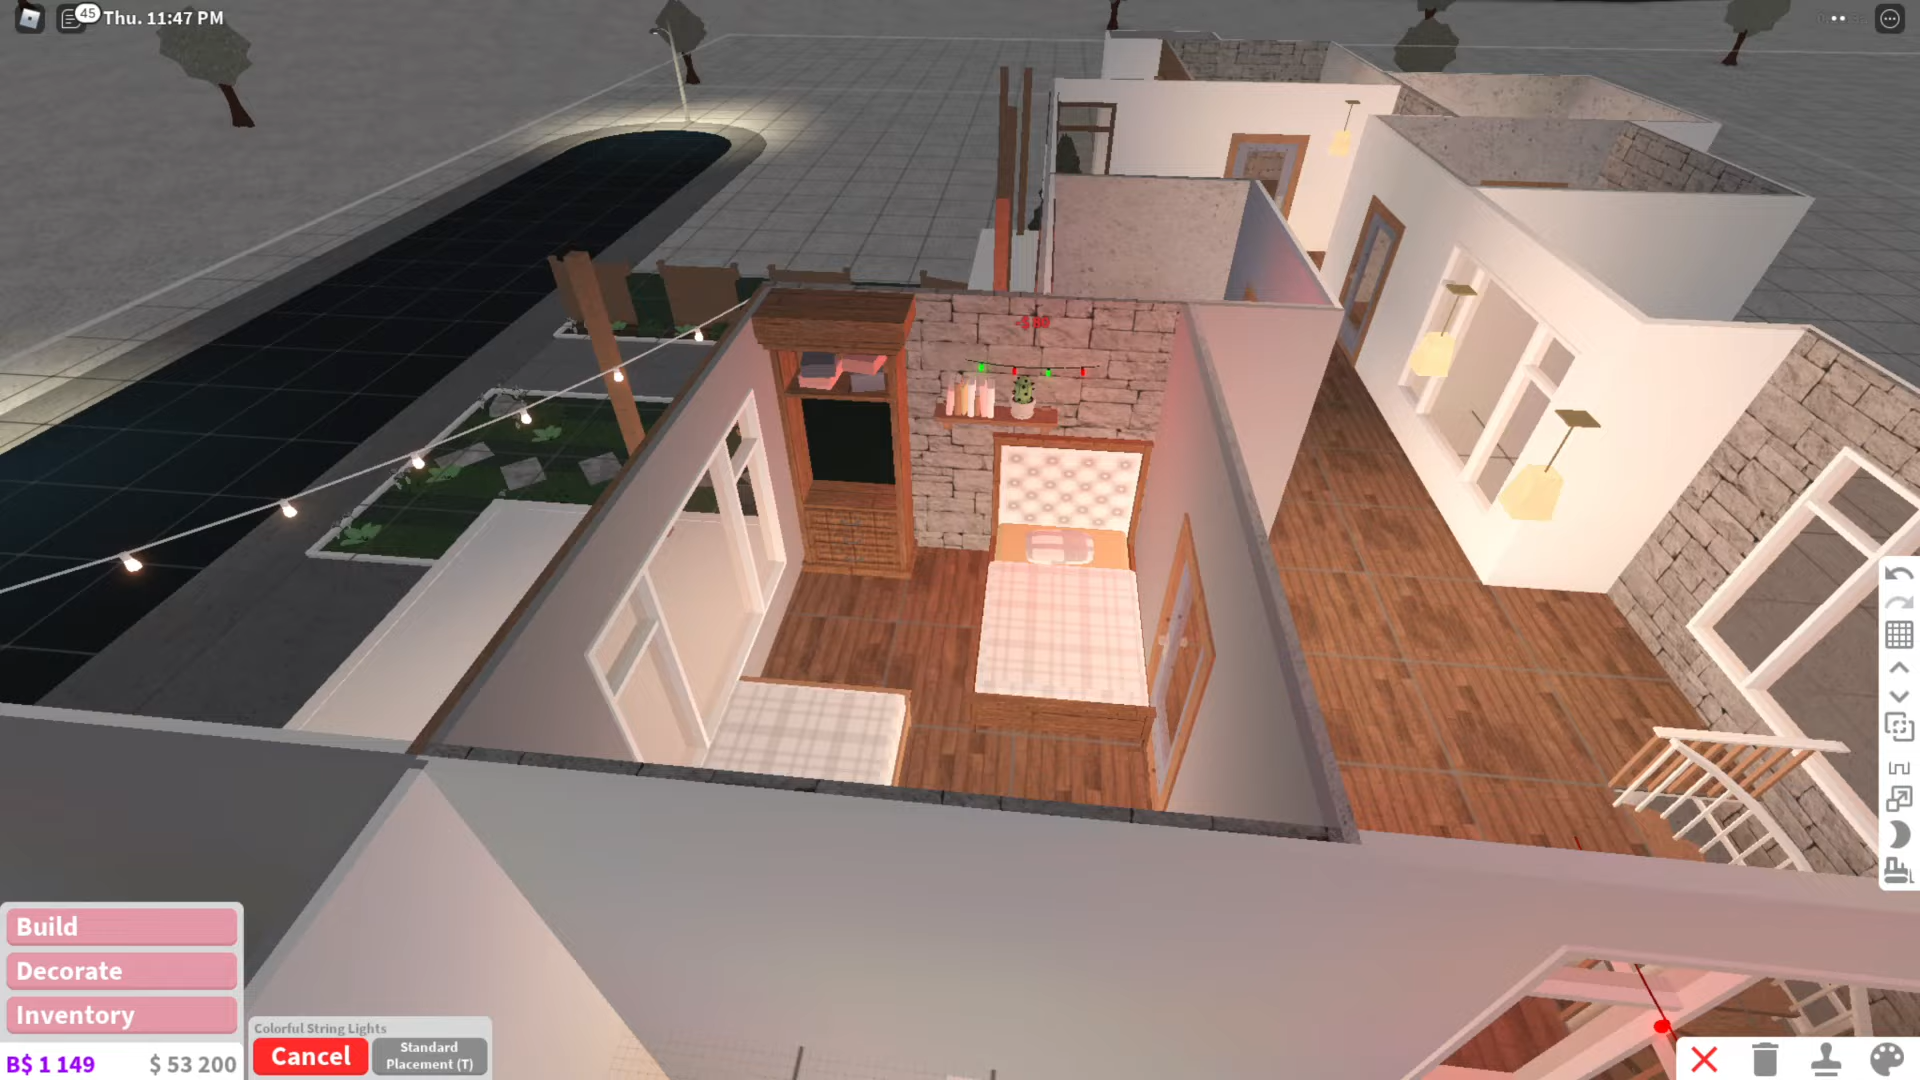 45
Thu. 11:47 PM
Build
Decorate
Inventory
B$ 1 149
$ 53 200
Colorful String Lights
Cancel
Standard
Placement (T)